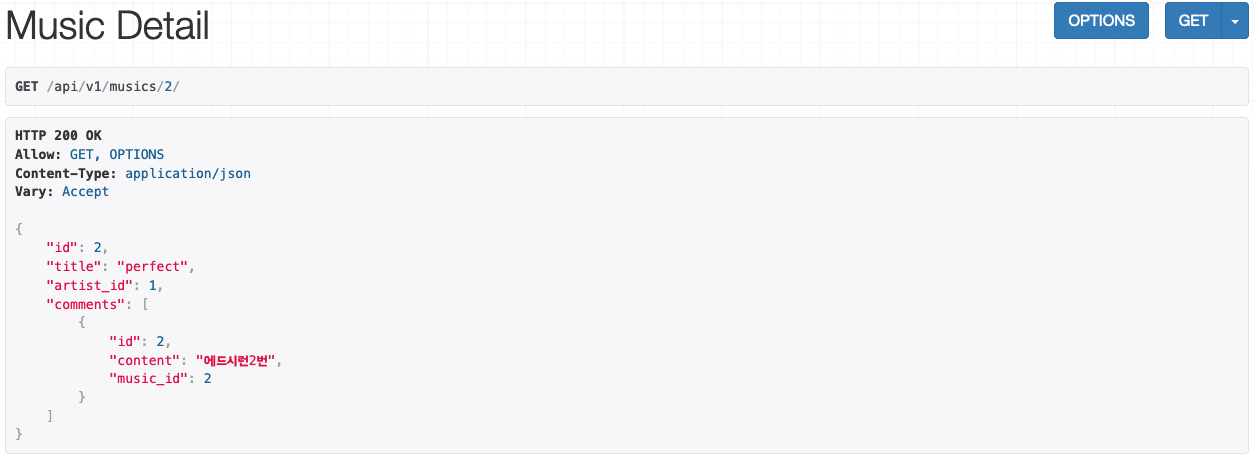 Music Detail
OPTIONS
GET
GET /api/v1/musics/2/
HTTP 200 OK
Allow: GET, OPTIONS
Content-Type: application/json
Vary: Accept
{
    "id": 2,
    "title": "perfect",
    "artist_id": 1,
    "comments": [
        {
            "id": 2,
            "content": "에드시런2번",
            "music_id": 2
        }
    ]
}